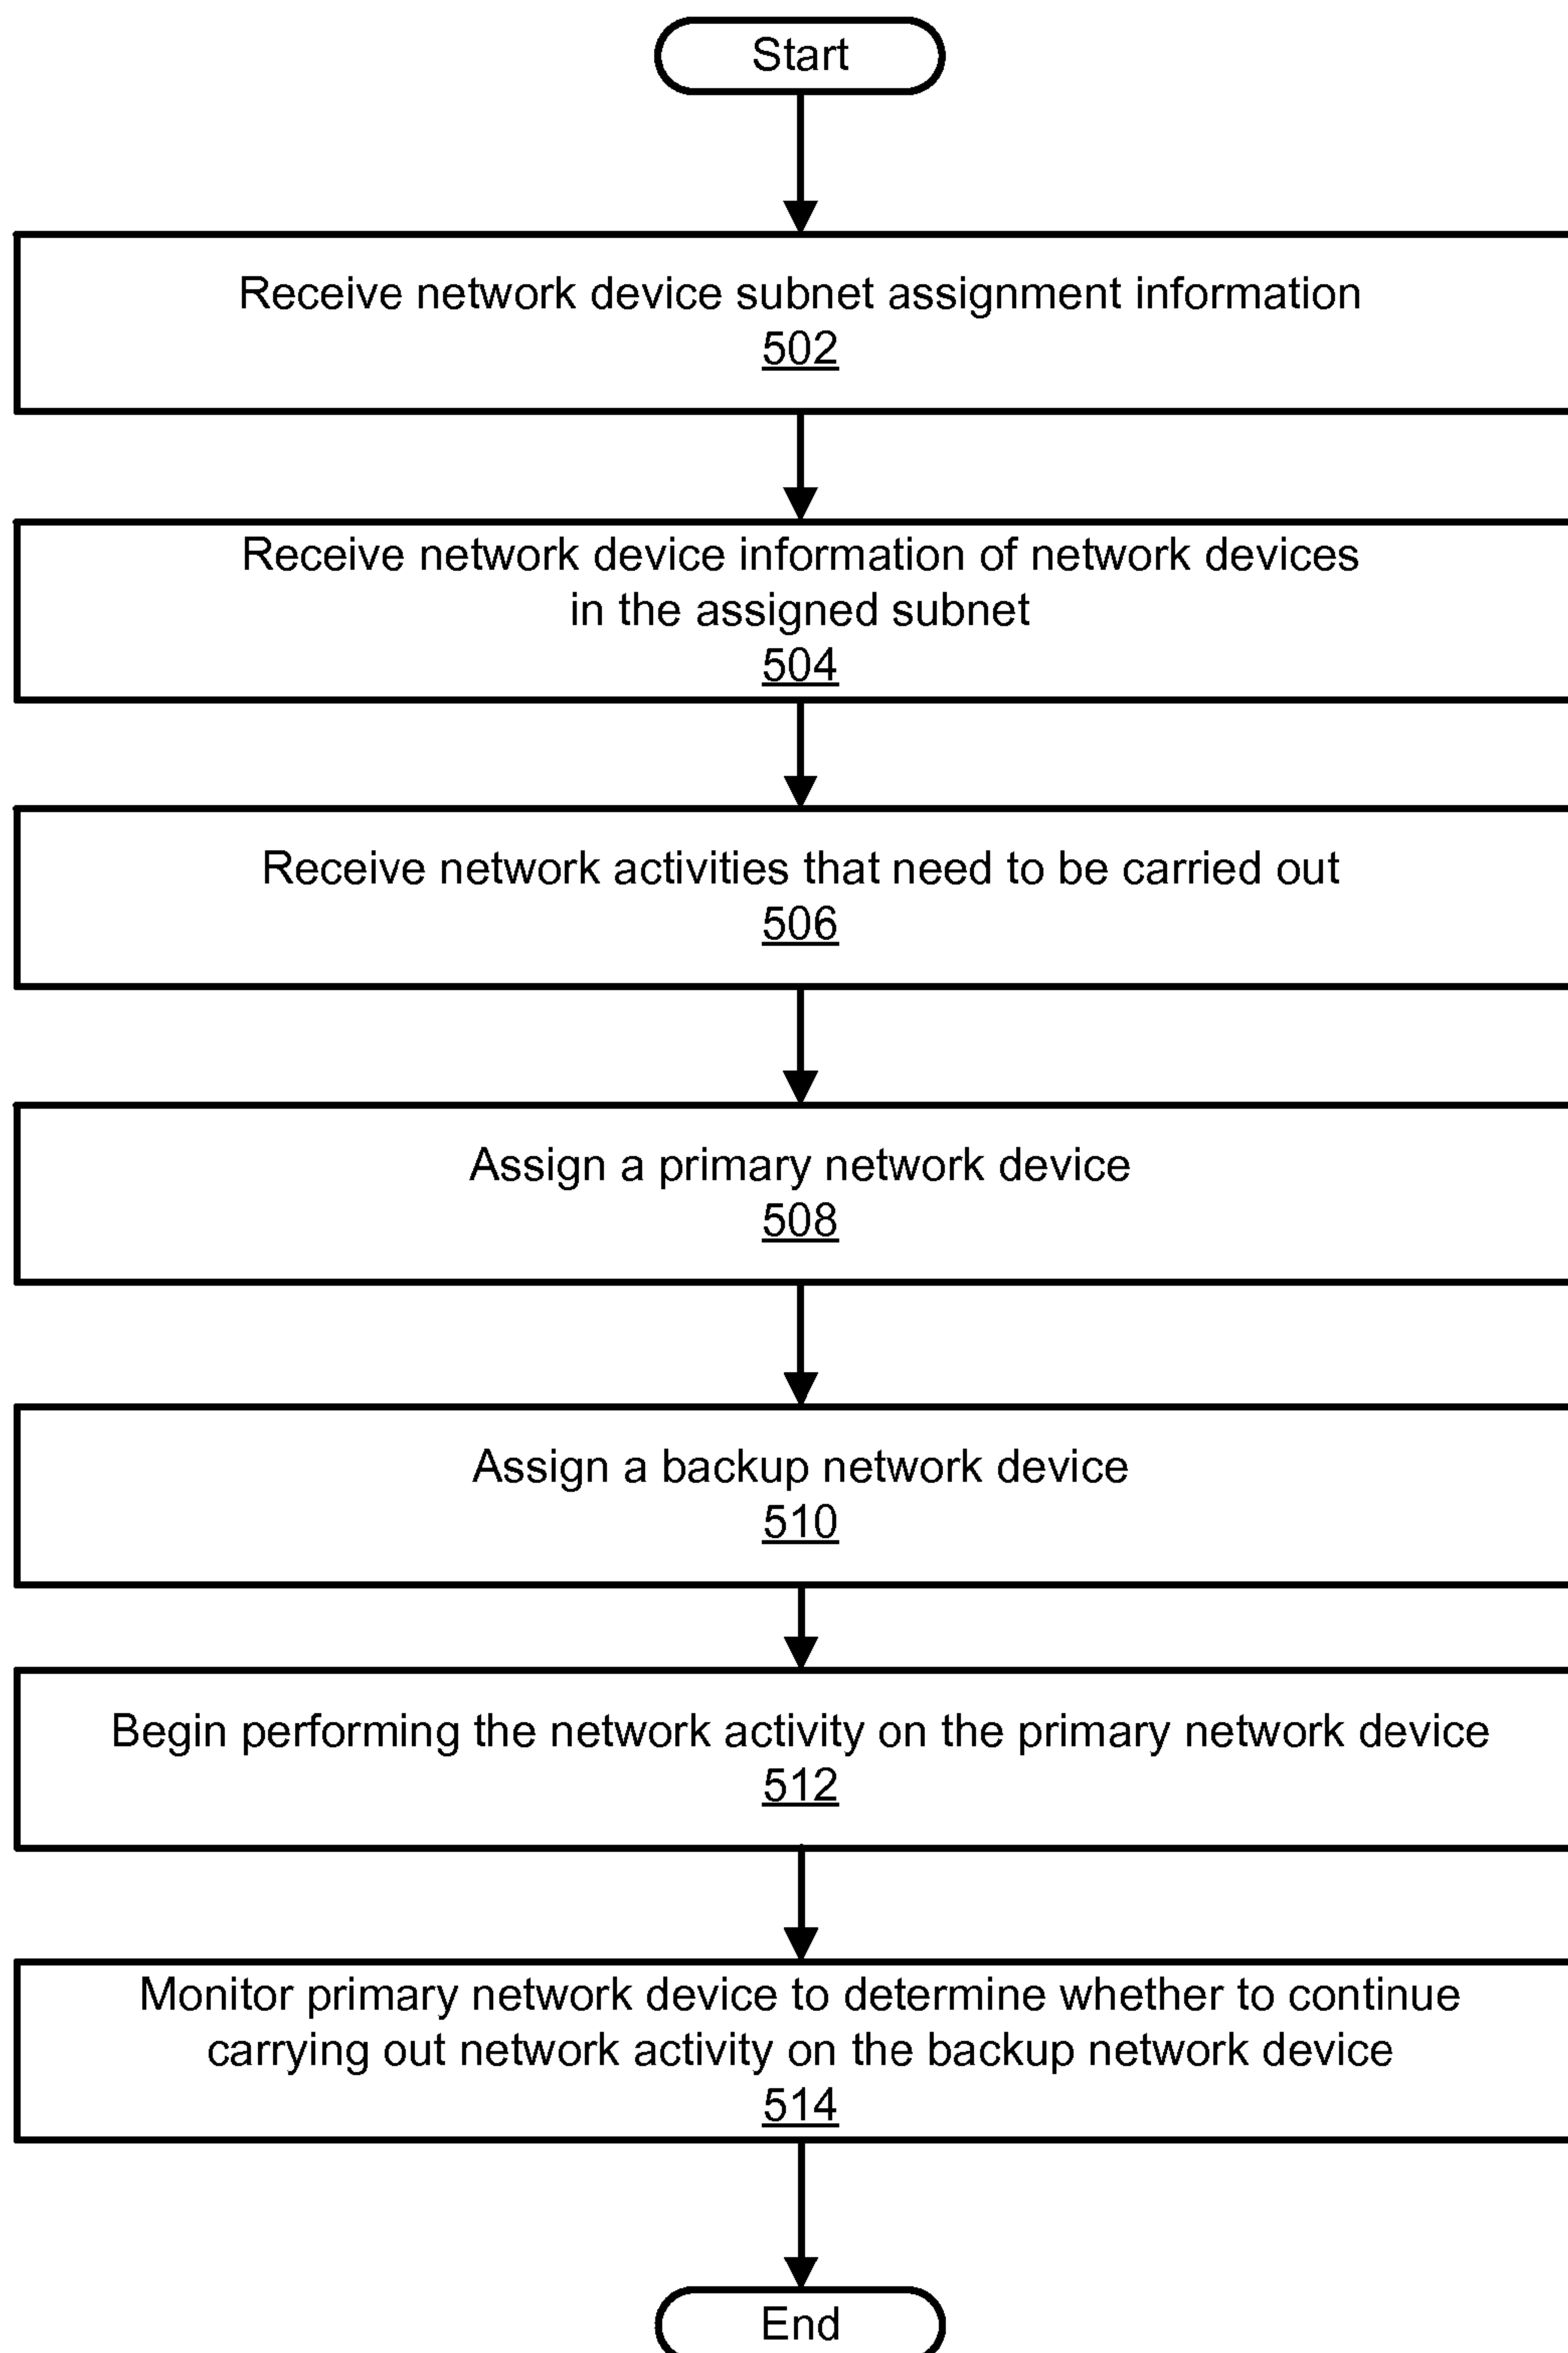 Start
Receive network device subnet assignment information
502
Receive network device information of network devices
in the assigned subnet
504
Receive network activities that need to be carried out
506
Assign a primary network device
508
Assign a backup network device
510
Begin performing the network activity on the primary network device
512
Monitor primary network device to determine whether to continue
carrying out network activity on the backup network device
514
End